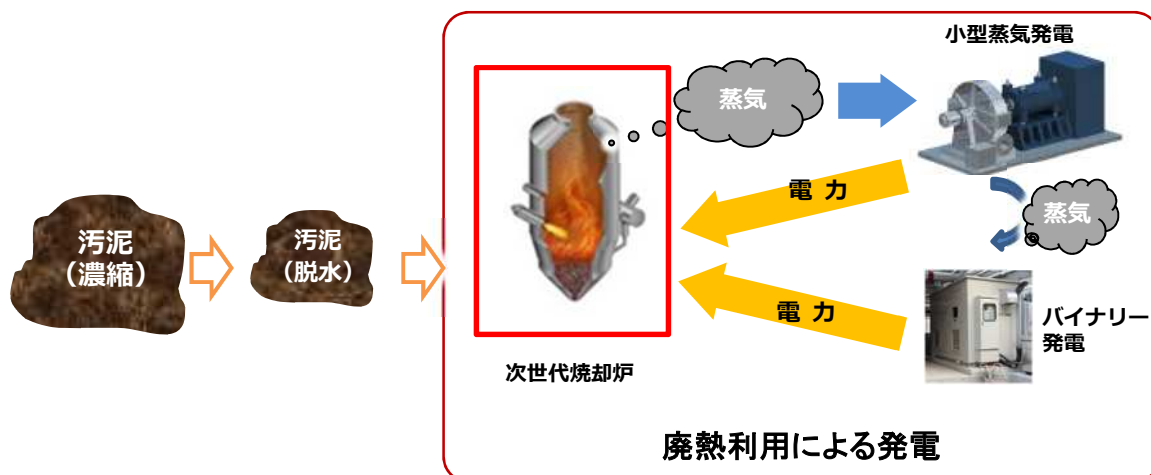 小型蒸気発電
蒸気
電 力
蒸気
汚泥
（濃縮）
汚泥
（脱水）
電 力
バイナリー
発電
次世代焼却炉
廃熱利用による発電